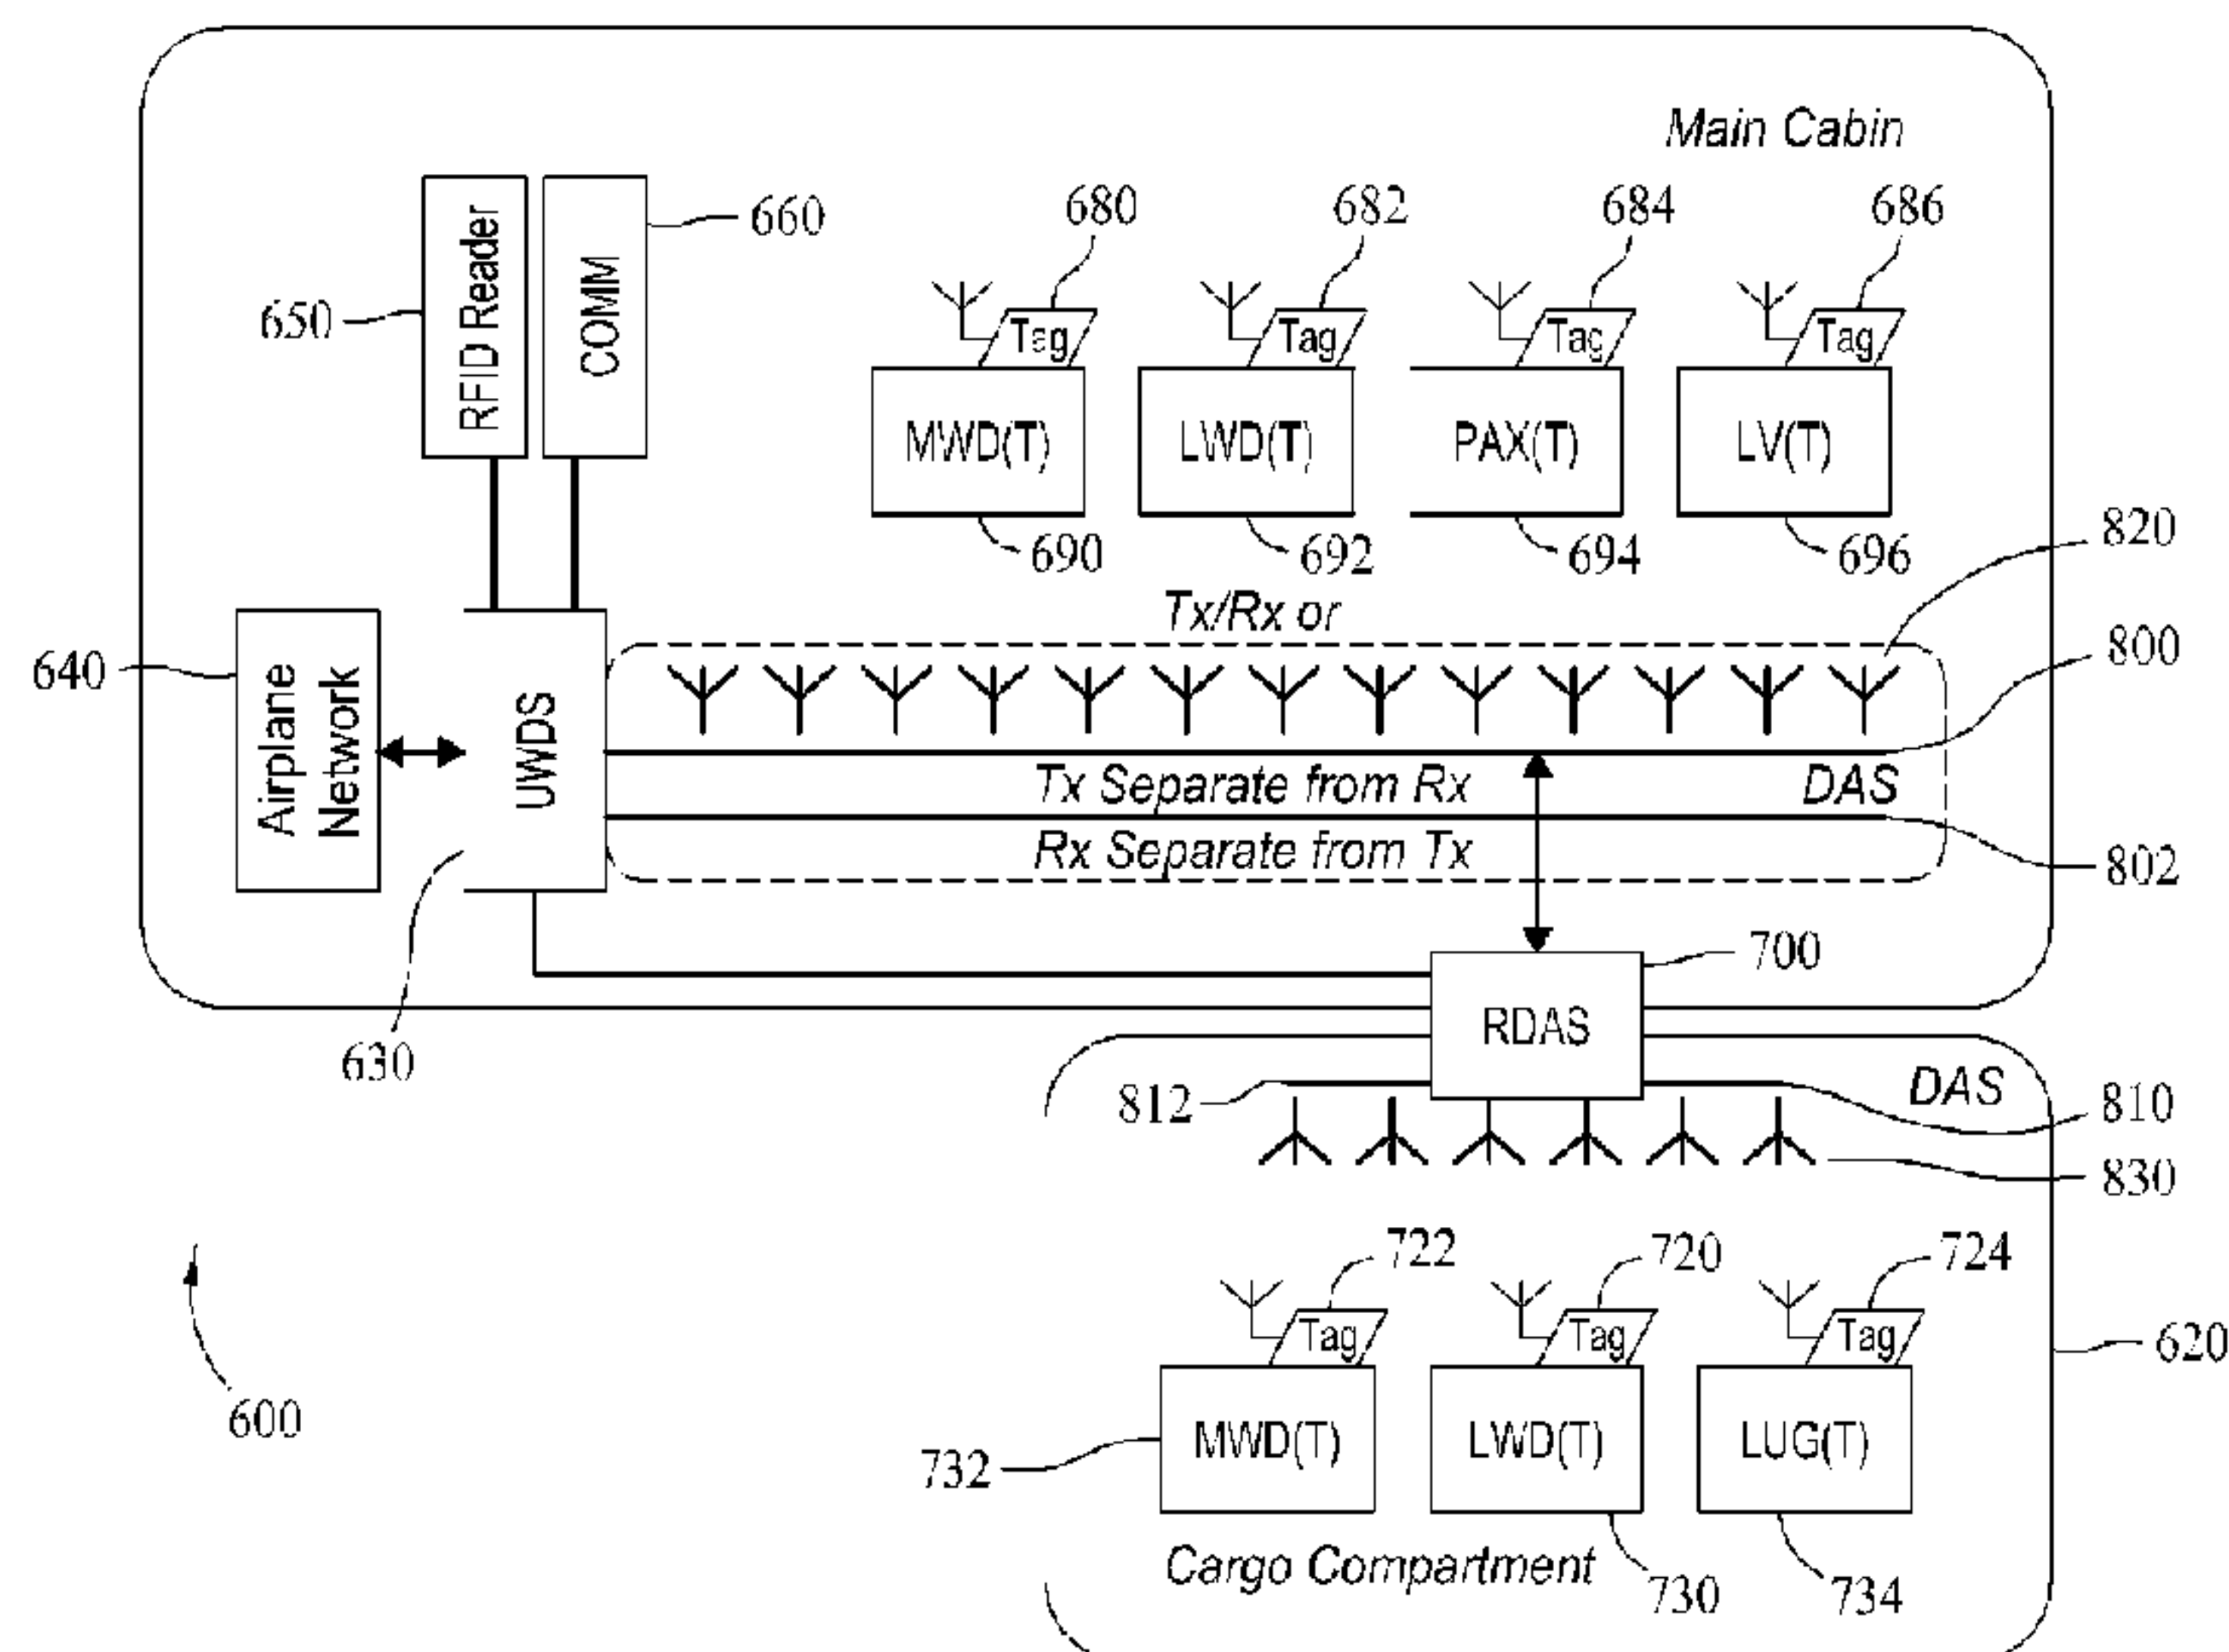 Main Cabin
650
RFID Reader
COMM
660
680
682
684
686
Tag
Tag
Tag
Tag
MWD(T)
LWD(T)
PAX(T)
LV(T)
690
692
694
696
820
640
Airplane
Network
UWDS
Tx/Rx or
800
Tx Separate from Rx
DAS
Rx Separate from Tx
802
630
700
RDAS
812
DAS
810
830
722
720
724
Tag
Tag
Tag
620
600
732
MWD(T)
LWD(T)
LUG(T)
Cargo Compartment
730
734